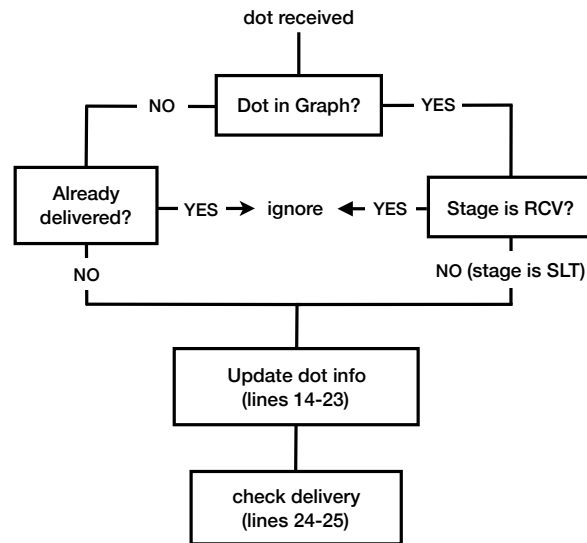 dot received
NO
Dot in Graph?
YES
Already
delivered?
YES
ignore
YES
Stage is RCV?
NO
NO (stage is SLT)
Update dot info
(lines 14-23)
check delivery
(lines 24-25)